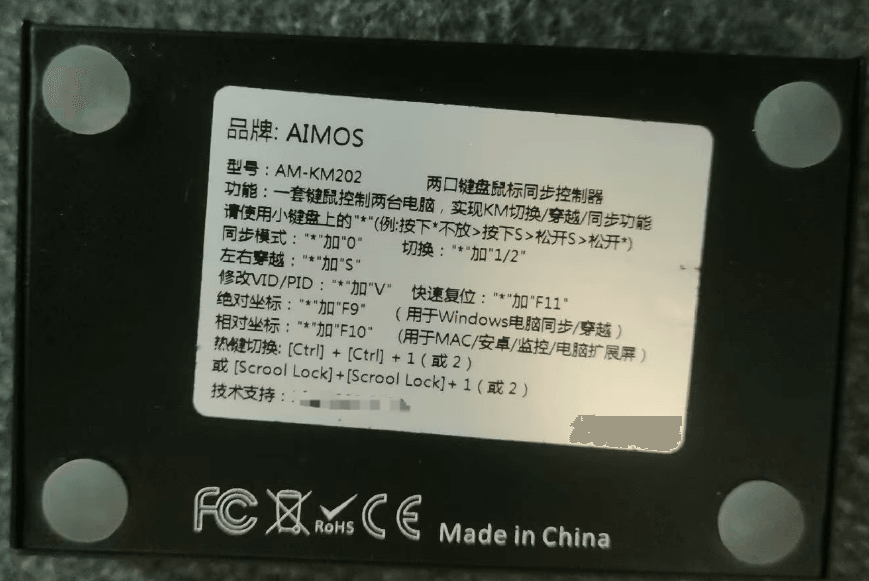 品牌: AIMOS
型号：AM-KM202 两口键盘鼠标同步控制器
功能：一套键鼠控制两台电脑，实现KM切换/穿越/同步功能
请使用小键盘上的"*"(例:按下*不放>按下S>松开S>松开*)
同步模式："*"加"0" 切换："*"加"1/2"
左右穿越："*"加"S"
修改VID/PID："*"加"V" 快速复位："*"加"F11"
绝对坐标："*"加"F9" （用于Windows电脑同步/穿越）
相对坐标："*"加"F10" （用于MAC/安卓/监控/电脑扩展屏）
热键切换: [Ctrl] + [Ctrl] + 1（或 2）
或 [Scrool Lock]+[Scrool Lock]+ 1（或 2）
技术支持：
FC RoHS CE Made in China